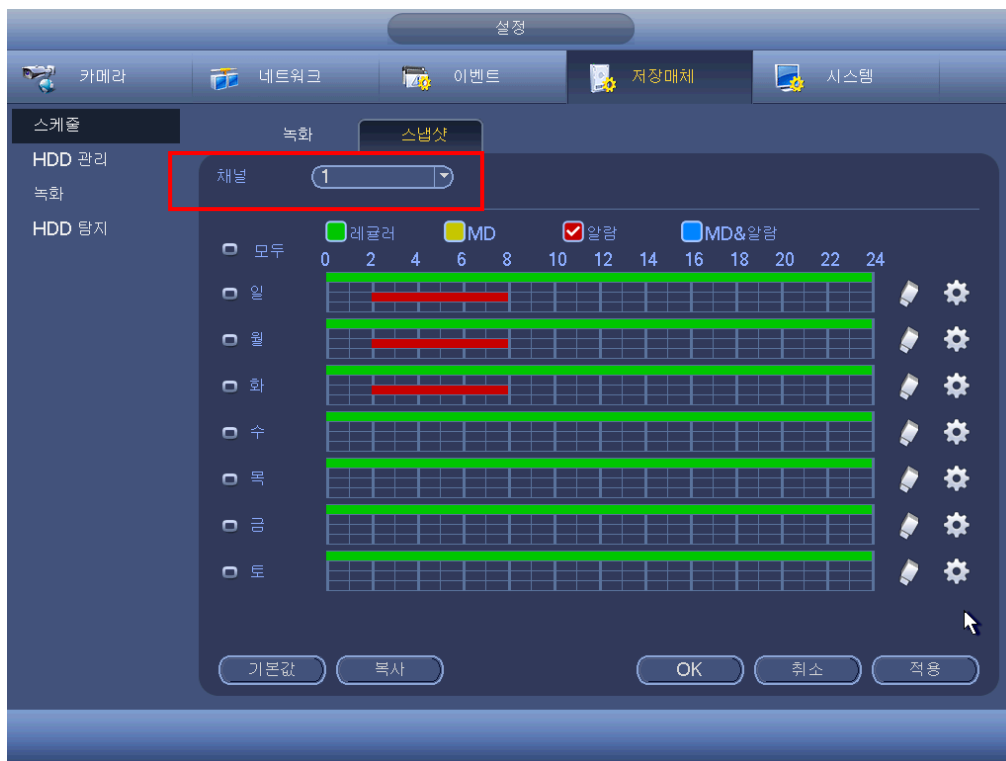 설정
카메라 네트워크 이벤트 저장매체 시스템
스케줄
HDD 관리
녹화
HDD 탐지
녹화 스냅샷
채널 1
레귤러 MD 알람 MD&알람
모두
0 2 4 6 8 10 12 14 16 18 20 22 24
일
월
화
수
목
금
토
기본값 복사 OK 취소 적용